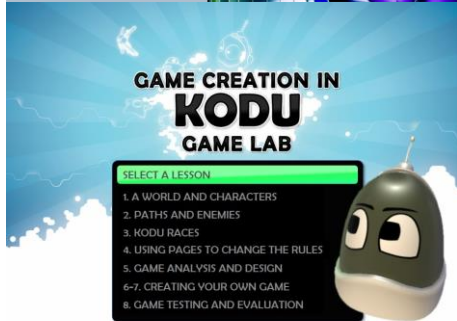 GAME CREATION IN
KODU
GAME LAB
SELECT A LESSON
1. A WORLD AND CHARACTERS
2. PATHS AND ENEMIES
3. KODU RACES
4. USING PAGES TO CHANGE THE RULES
5. GAME ANALYSIS AND DESIGN
6-7. CREATING YOUR OWN GAME
8. GAME TESTING AND EVALUATION